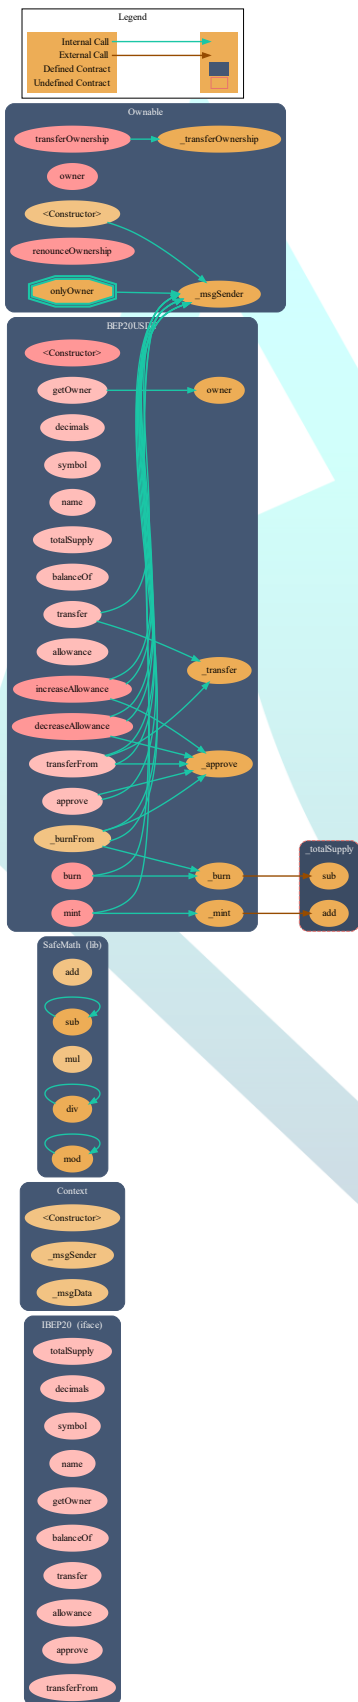 Legend
Internal Call
External Call
Defined Contract
Undefined Contract
Ownable
transferOwnership
_transferOwnership
owner
<Constructor>
renounceOwnership
onlyOwner
_msgSender
BEP20USDT
<Constructor>
getOwner
owner
decimals
symbol
name
totalSupply
balanceOf
transfer
allowance
_transfer
increaseAllowance
decreaseAllowance
transferFrom
_approve
approve
_burnFrom
_totalSupply
burn
_burn
sub
mint
_mint
add
SafeMath (lib)
add
sub
mul
div
mod
Context
<Constructor>
_msgSender
_msgData
IBEP20 (iface)
totalSupply
decimals
symbol
name
getOwner
balanceOf
transfer
allowance
approve
transferFrom